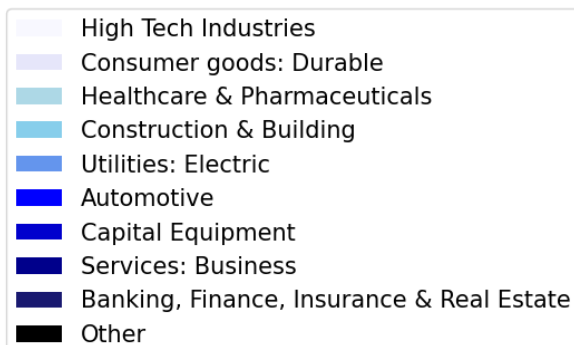 High Tech Industries
Consumer goods: Durable
Healthcare & Pharmaceuticals
Construction & Building
Utilities: Electric
Automotive
Capital Equipment
Services: Business
Banking, Finance, Insurance & Real Estate
Other